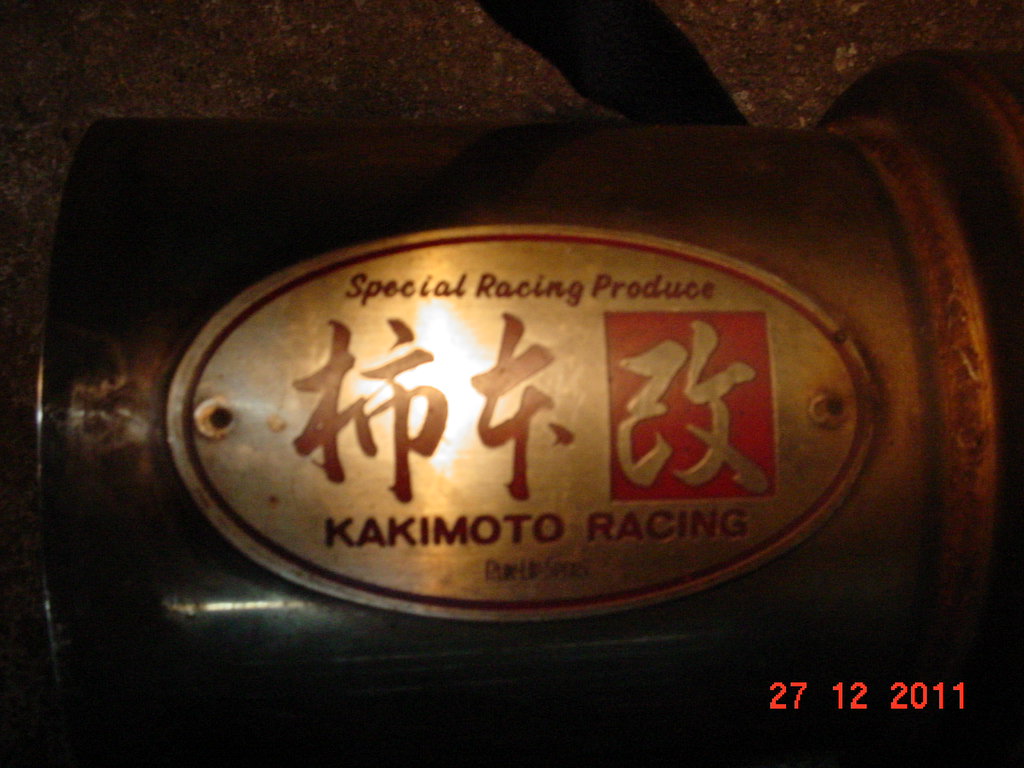 Special Racing Produce
柿本改
KAKIMOTO RACING
27 12 2011